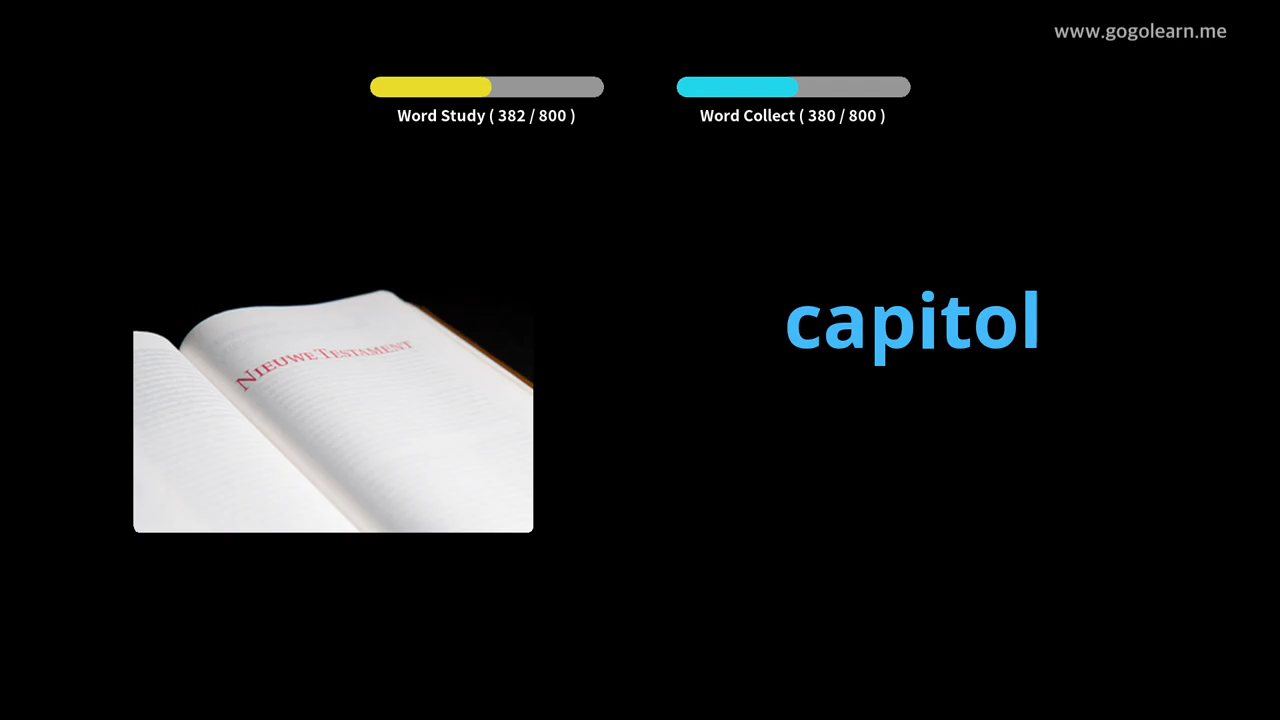 www.gogolearn.me
Word Study ( 382 / 800 )
Word Collect ( 380 / 800 )
NIEUWE TESTAMENT
capitol